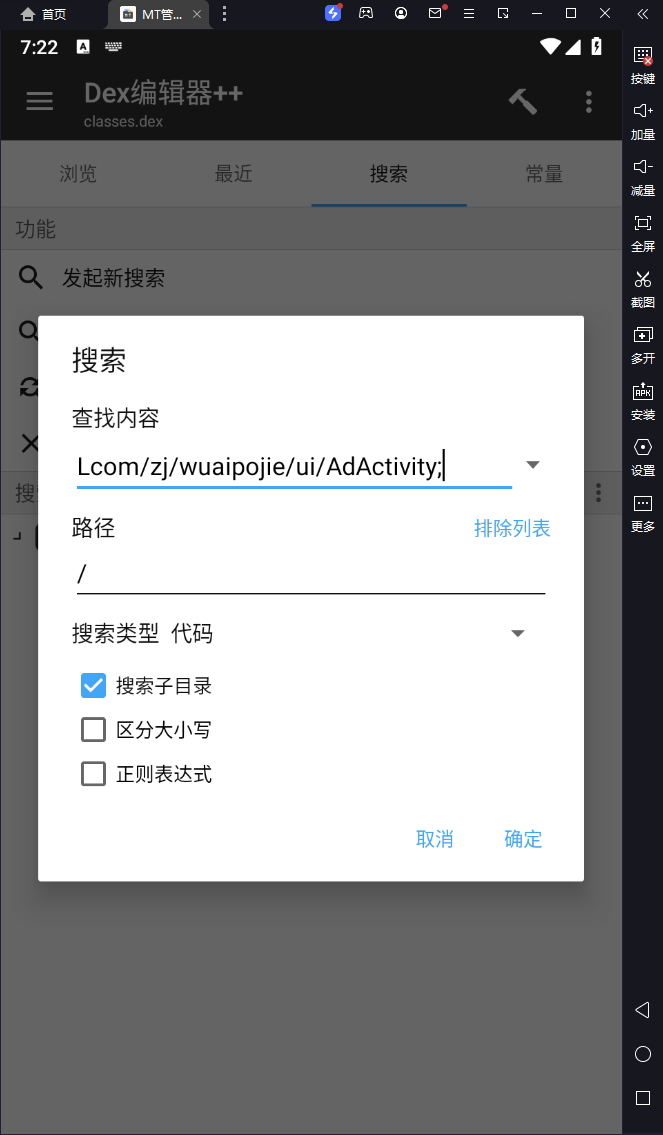 首页
MT管...
7:22
A
Dex编辑器++
classes.dex
浏览
最近
搜索
常量
功能
发起新搜索
搜索
查找内容
Lcom/zj/wuaipojie/ui/AdActivity;
路径
排除列表
/
搜索类型 代码
搜索子目录
区分大小写
正则表达式
取消
确定
按键
加量
减量
全屏
截图
多开
APK
安装
设置
更多